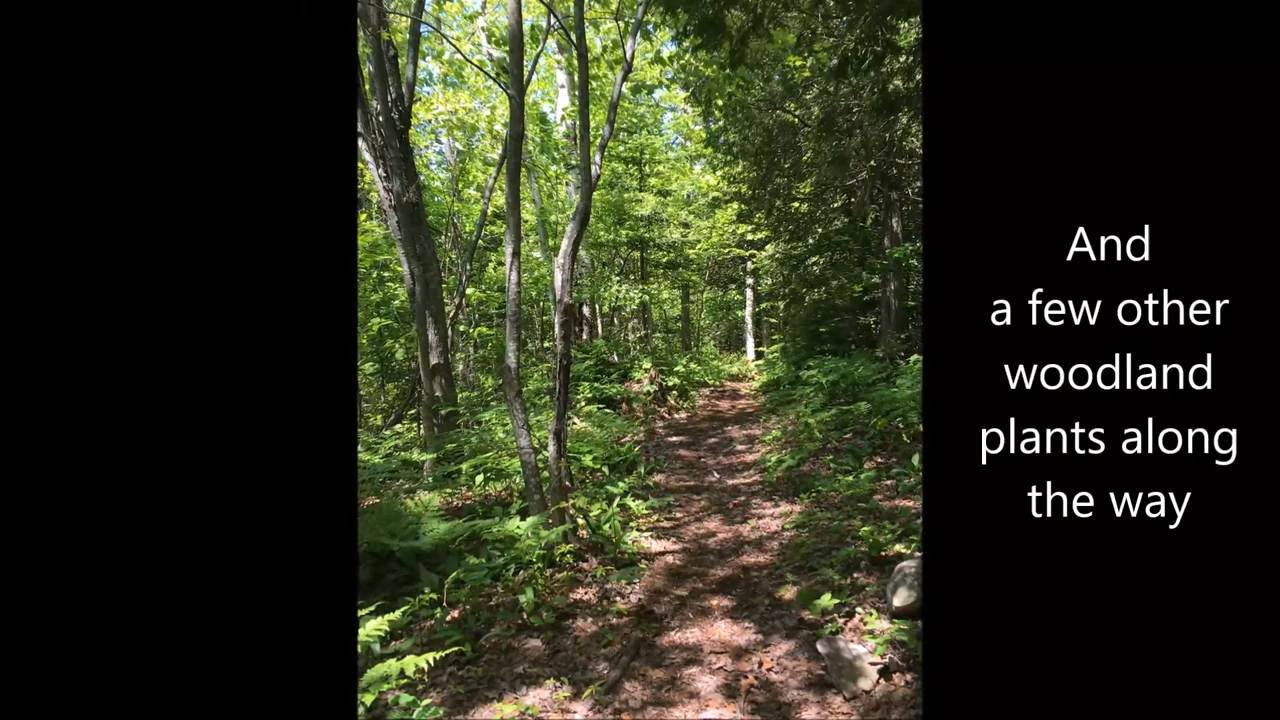 And
a few other
woodland
plants along
the way